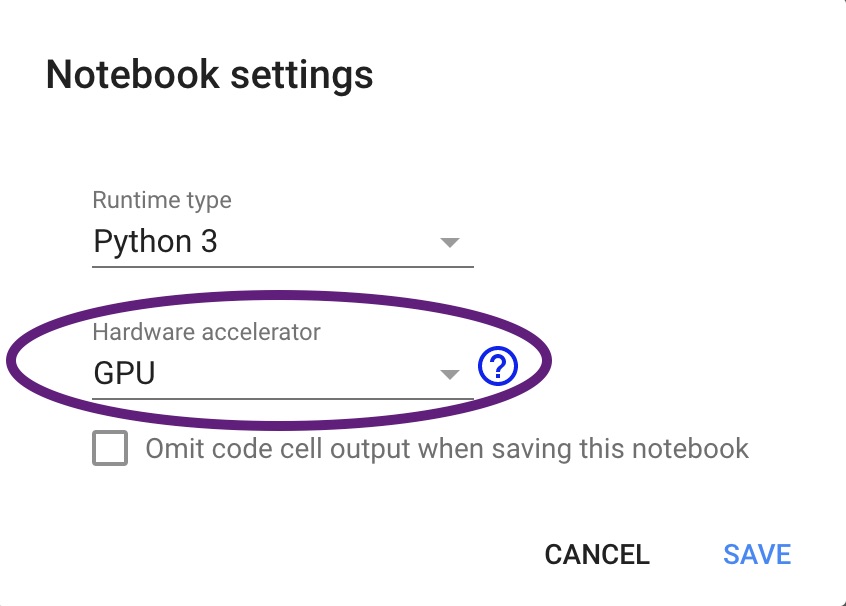 Notebook settings
Runtime type
Python 3
Hardware accelerator
GPU
?
Omit code cell output when saving this notebook
CANCEL SAVE